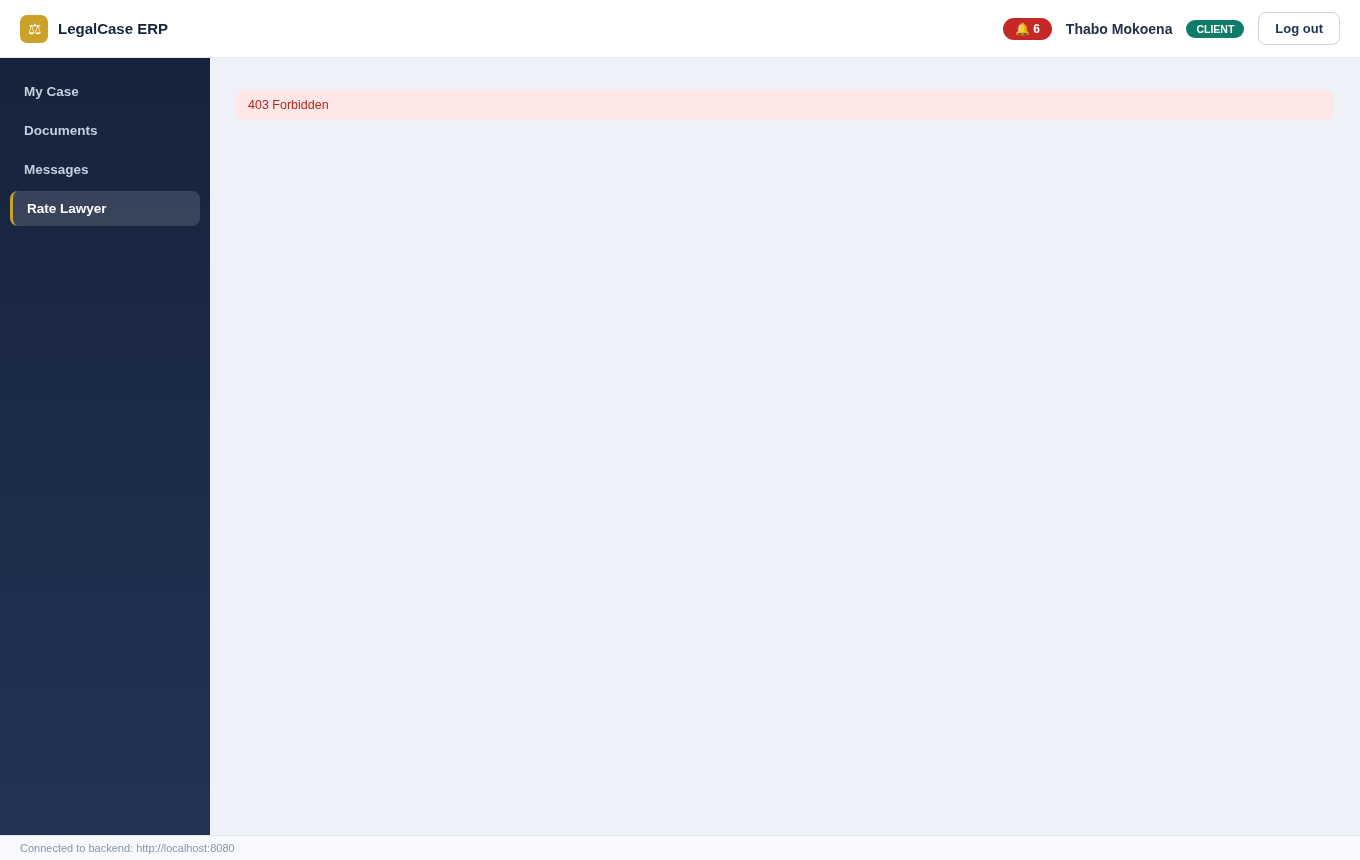 LegalCase ERP
6
Thabo Mokoena
CLIENT
Log out
My Case
Documents
Messages
Rate Lawyer
403 Forbidden
Connected to backend: http://localhost:8080